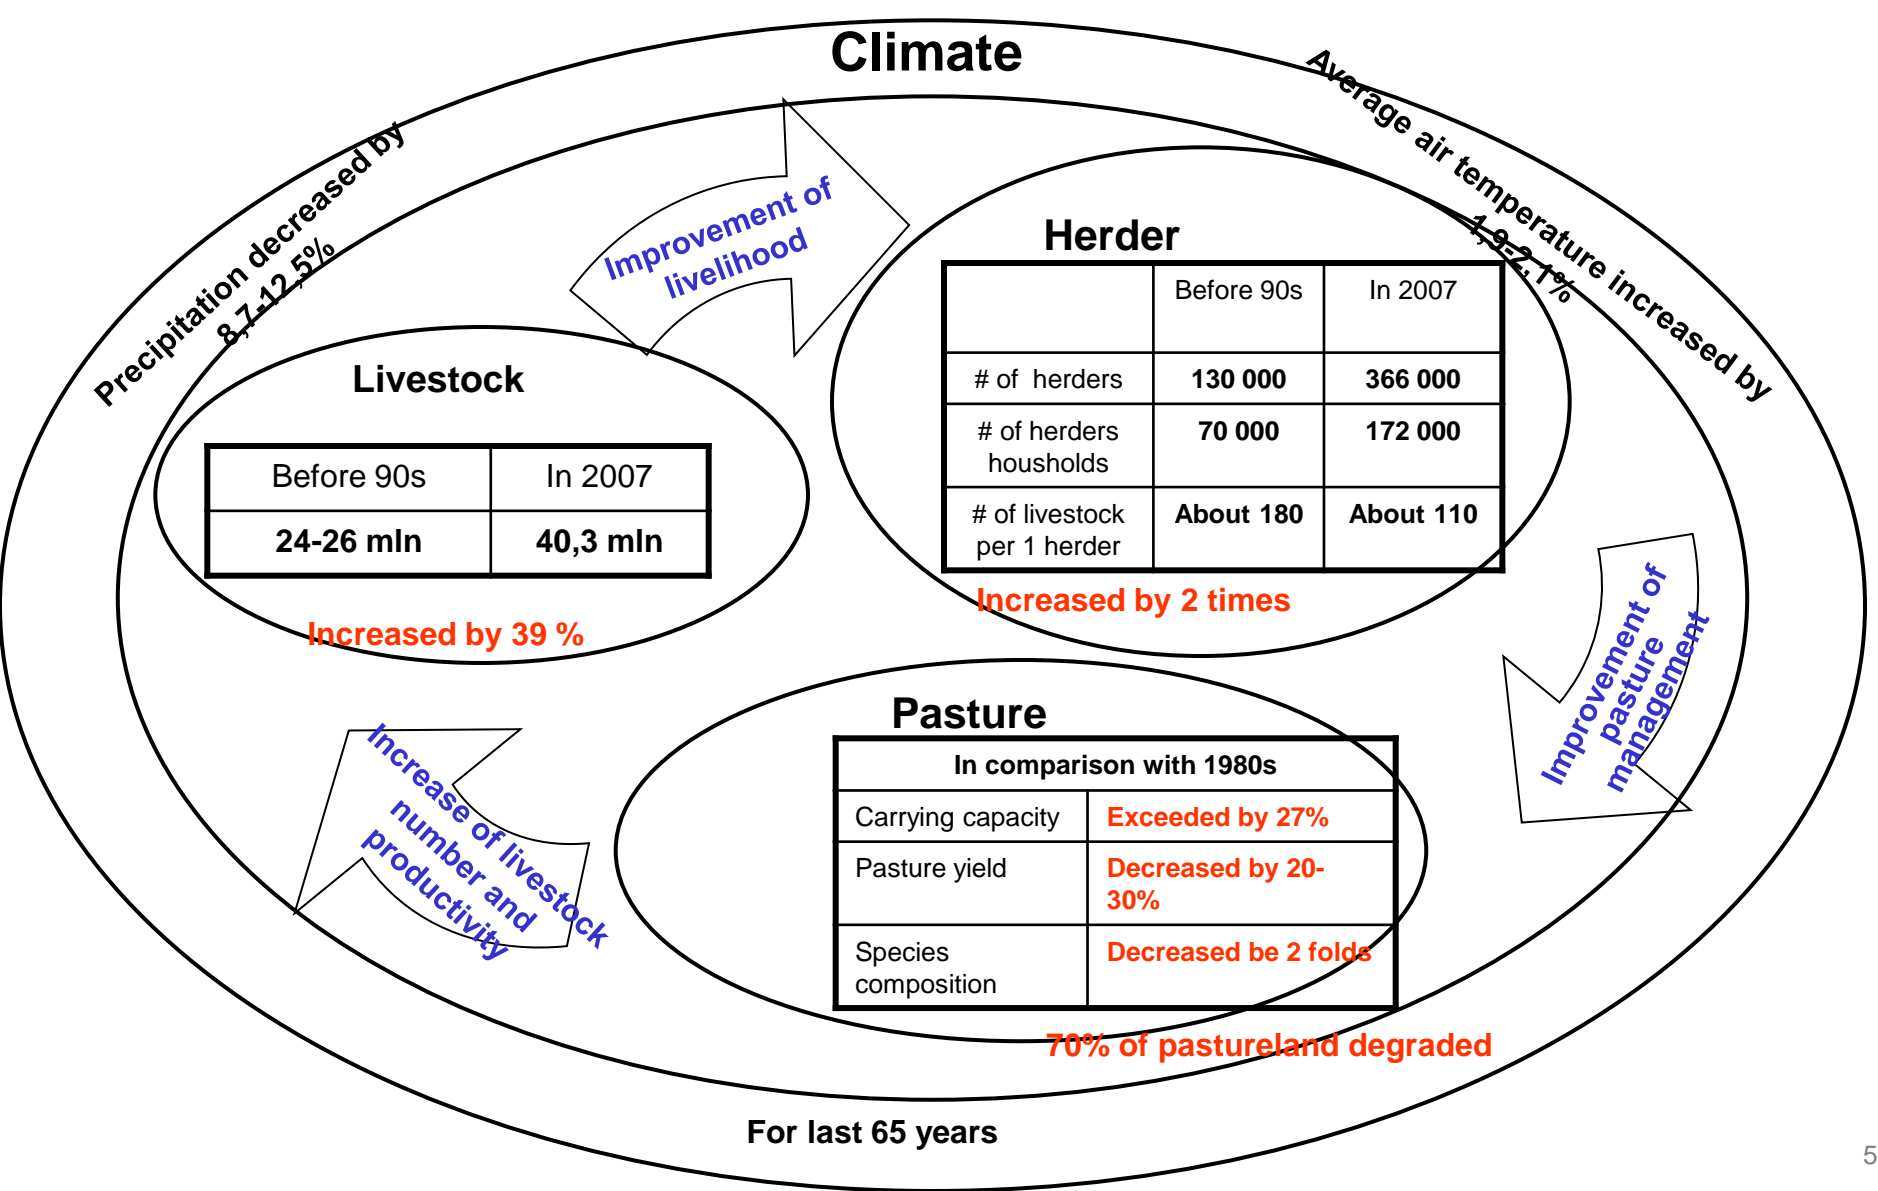 Climate
Precipitation decreased by
8,7-12,5%
Average air temperature increased by
1,9-2,1%
Improvement of
livelihood
Herder
Before 90s In 2007
# of herders 130 000 366 000
# of herders
housholds
70 000 172 000
# of livestock
per 1 herder
About 180 About 110
Increased by 2 times
Livestock
Before 90s In 2007
24-26 mln 40,3 mln
Increased by 39 %
Improvement of
pasture
management
Pasture
In comparison with 1980s
Carrying capacity Exceeded by 27%
Pasture yield Decreased by 20-
30%
Species
composition
Decreased be 2 folds
70% of pastureland degraded
Increase of livestock
number and
productivity
For last 65 years
5